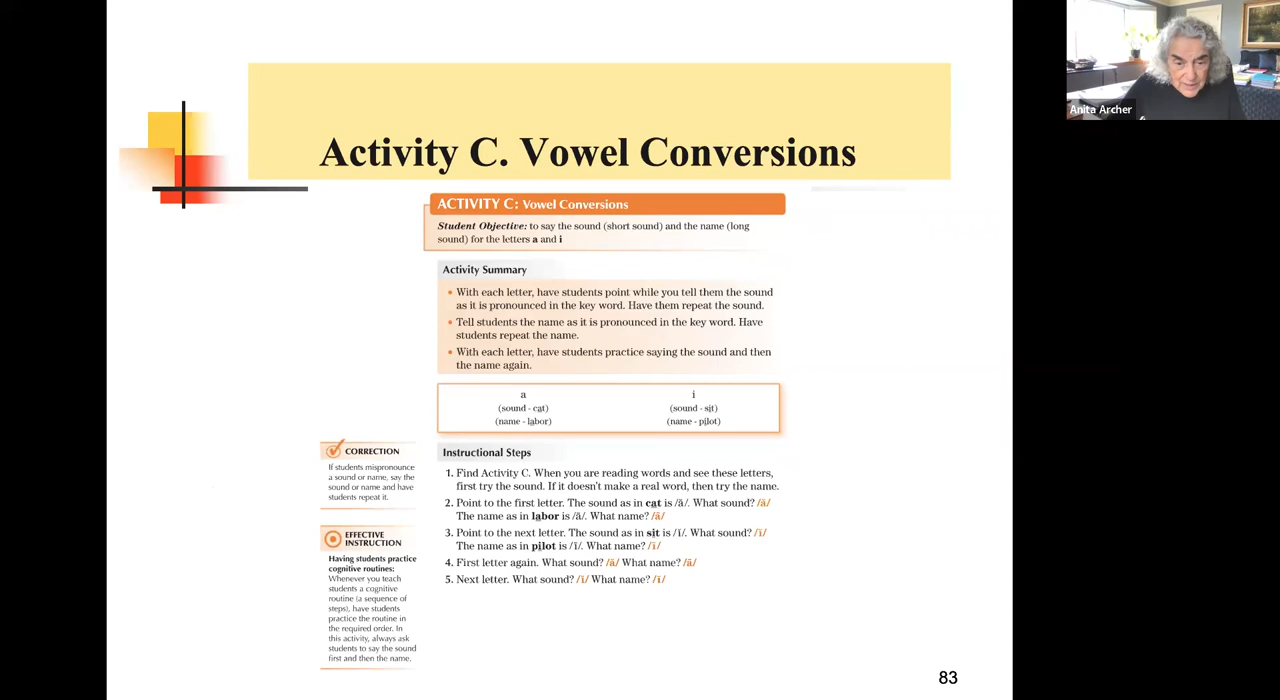 Activity C. Vowel Conversions
Anita Archer
ACTIVITY C: Vowel Conversions
Student Objective: to say the sound (short sound) and the name (long
sound) for the letters a and i
Activity Summary
• With each letter, have students point while you tell them the sound
as it is pronounced in the key word. Have them repeat the sound.
• Tell students the name as it is pronounced in the key word. Have
students repeat the name.
• With each letter, have students practice saying the sound and then
the name again.
a
(sound - cat)
(name - labor)
i
(sound - sit)
(name - pilot)
CORRECTION
If students mispronounce
a sound or name, say the
sound or name and have
students repeat it.
EFFECTIVE
INSTRUCTION
Having students practice
cognitive routines:
Whenever you teach
students a cognitive
routine (a sequence of
steps), have students
practice the routine in
the required order. In
this activity, always ask
students to say the sound
first and then the name.
Instructional Steps
1. Find Activity C. When you are reading words and see these letters,
first try the sound. If it doesn't make a real word, then try the name.
2. Point to the first letter. The sound as in cat is What sound?
The name as in labor is What name?
3. Point to the next letter. The sound as in sit is What sound?
The name as in pilot is What name?
4. First letter again. What sound? What name?
5. Next letter. What sound? What name?
83